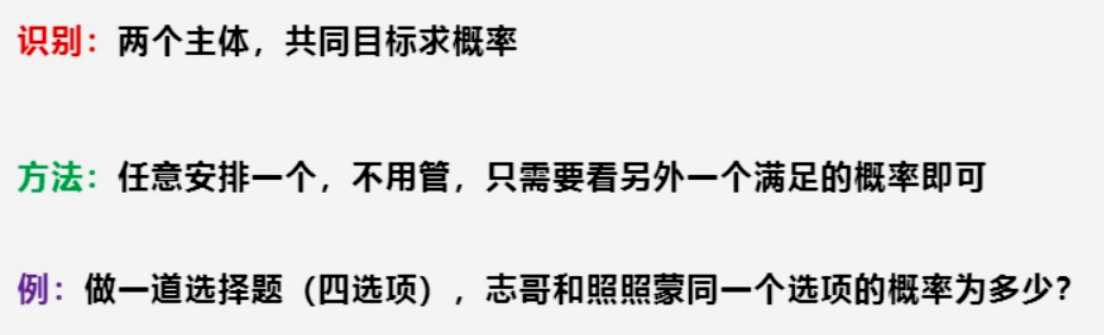 识别：两个主体，共同目标求概率
方法：任意安排一个，不用管，只需要看另外一个满足的概率即可
例：做一道选择题（四选项），志哥和照照蒙同一个选项的概率为多少？